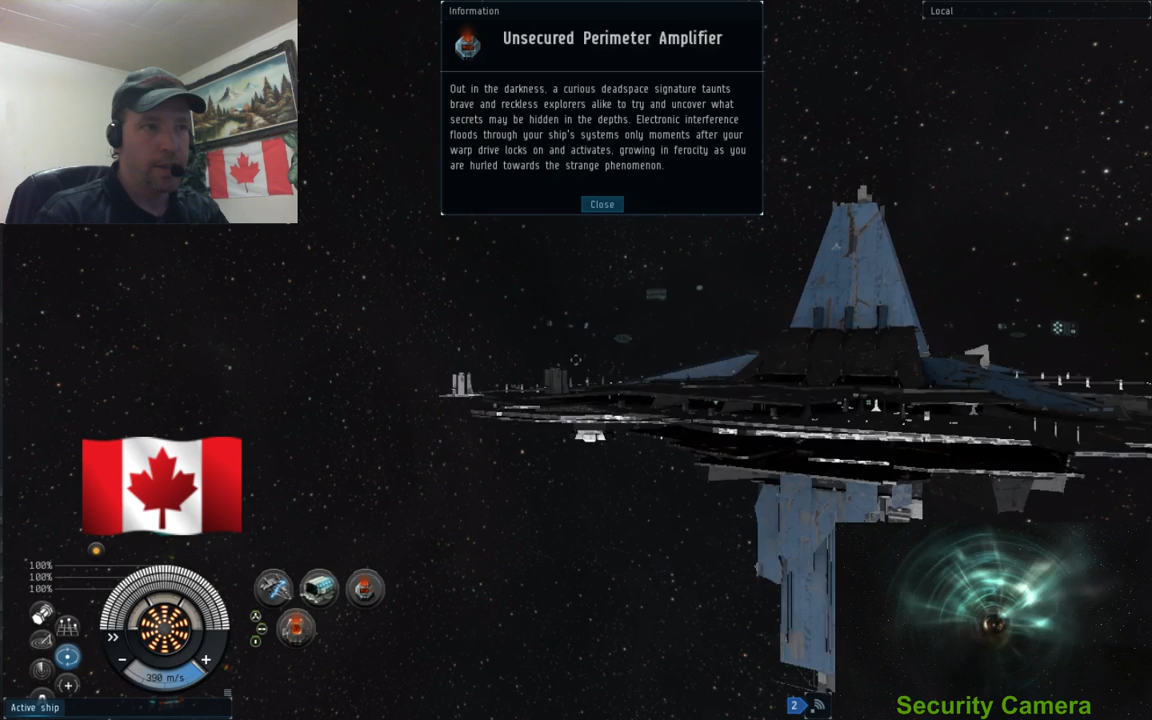 Information
Local
Unsecured Perimeter Amplifier
Out in the darkness, a curious deadspace signature taunts
brave and reckless explorers alike to try and uncover what
secrets may be hidden in the depths. Electronic interference
floods through your ship's systems only moments after your
warp drive locks on and activates, growing in ferocity as you
are hurled towards the strange phenomenon.
Close
100%
100%
100%
390 m/s
Active ship
2
Security Camera